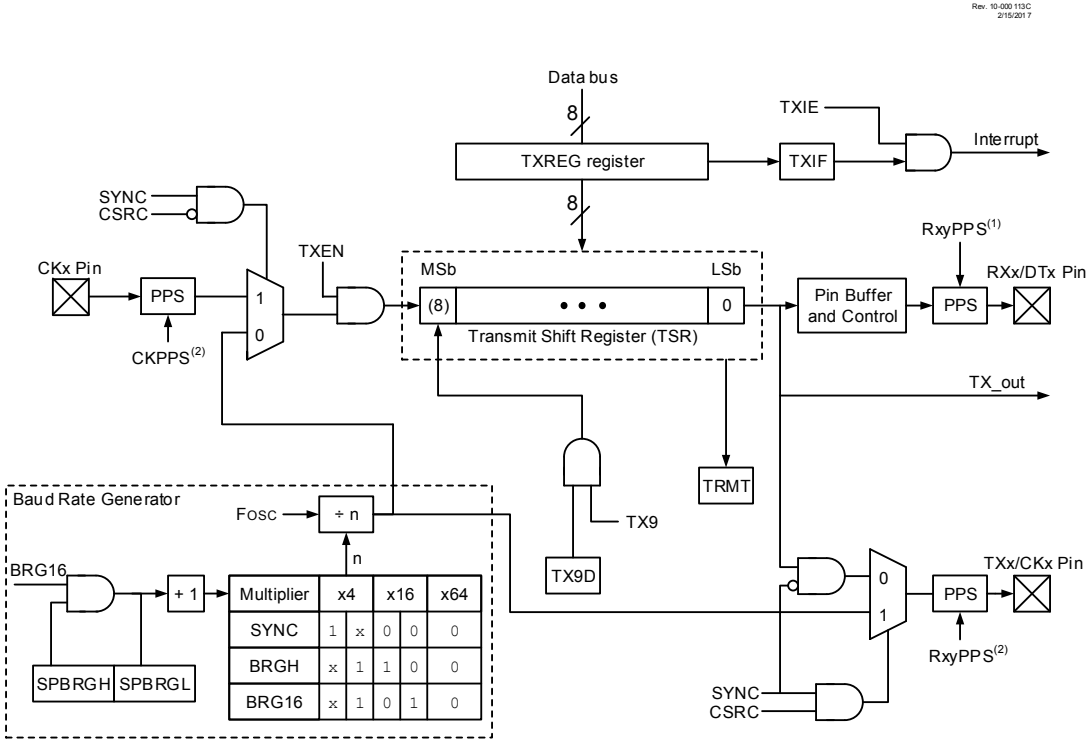 Rev. 10-000 113C
2/15/201 7
Data bus
8
TXIE
TXREG register
TXIF
Interrupt
8
SYNC
CSRC
TXEN
RxyPPS(1)
CKx Pin
MSb
LSb
RXx/DTx Pin
PPS
1
(8)
• • •
0
Pin Buffer
and Control
PPS
0
Transmit Shift Register (TSR)
CKPPS(2)
TX_out
TRMT
Baud Rate Generator
Fosc
÷ n
TX9
n
BRG16
TX9D
TXx/CKx Pin
+ 1
Multiplier x4 x16 x64
0
PPS
1
SYNC 1 x 0 0 0
BRGH x 1 1 0 0
RxyPPS(2)
SPBRGH SPBRGL
BRG16 x 1 0 1 0
SYNC
CSRC